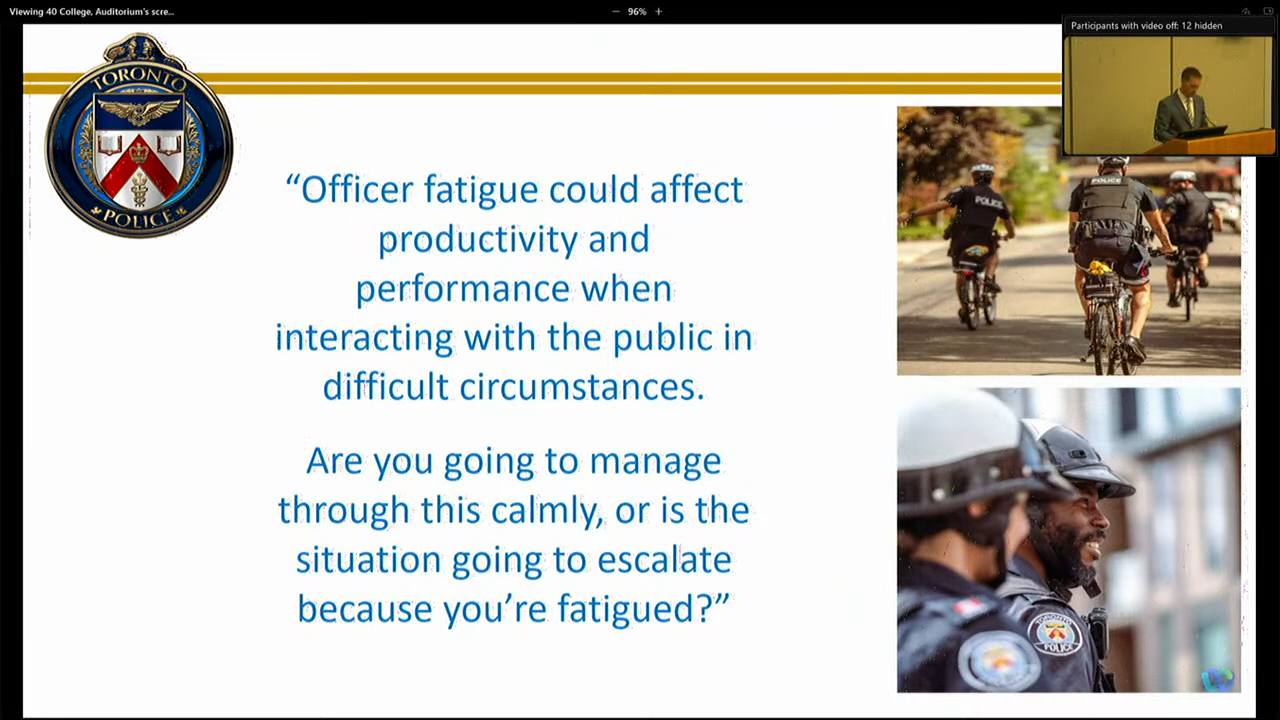 Viewing 40 College, Auditorium's scre...
96%
Participants with video off: 12 hidden
TORONTO
POLICE
“Officer fatigue could affect
productivity and
performance when
interacting with the public in
difficult circumstances.
Are you going to manage
through this calmly, or is the
situation going to escalate
because you’re fatigued?”
POLICE
POLICE
TORONTO
POLICE